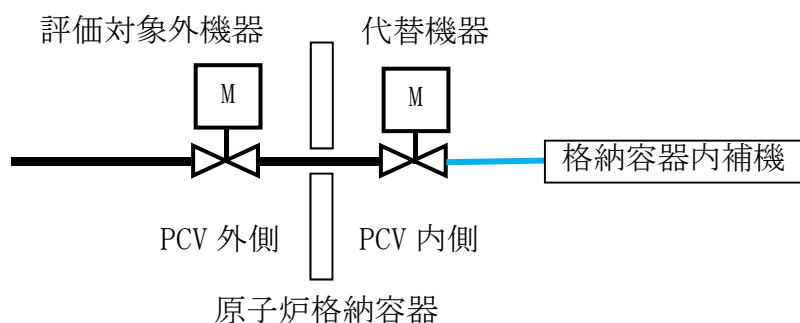 評価対象外機器
代替機器
M
M
格納容器内補機
PCV 外側
PCV 内側
原子炉格納容器